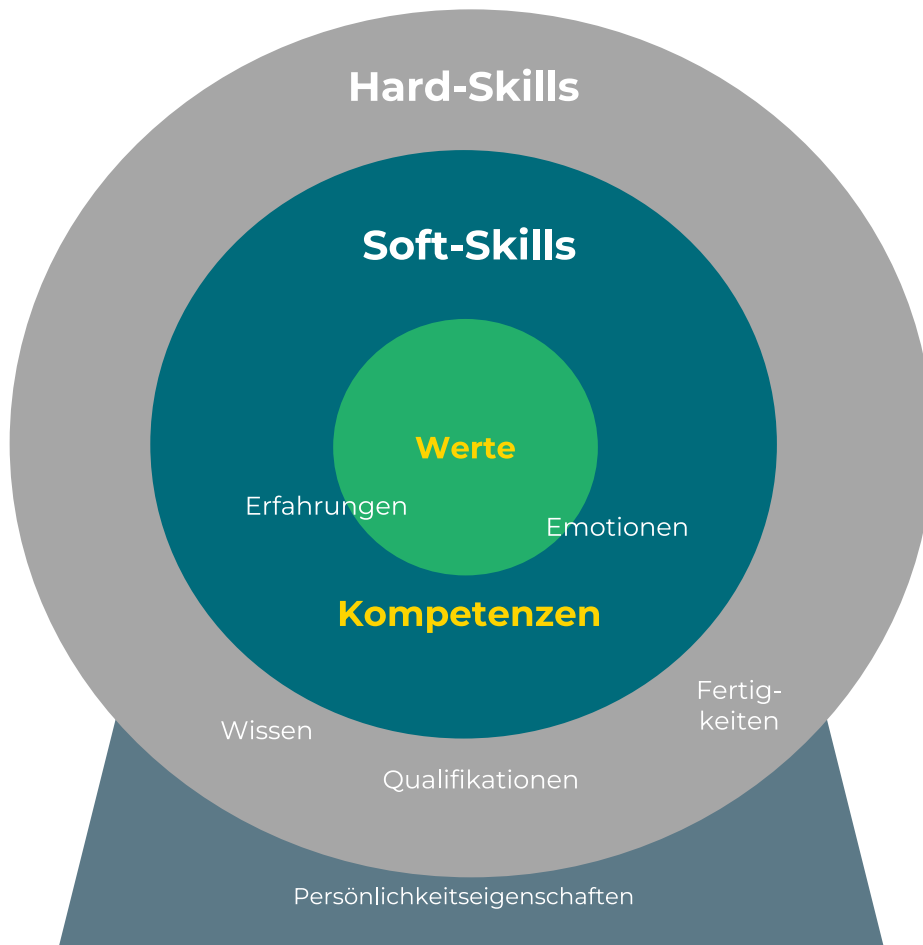 Hard-Skills
Soft-Skills
Werte
Erfahrungen
Emotionen
Kompetenzen
Fertig-
keiten
Wissen
Qualifikationen
Persönlichkeitseigenschaften